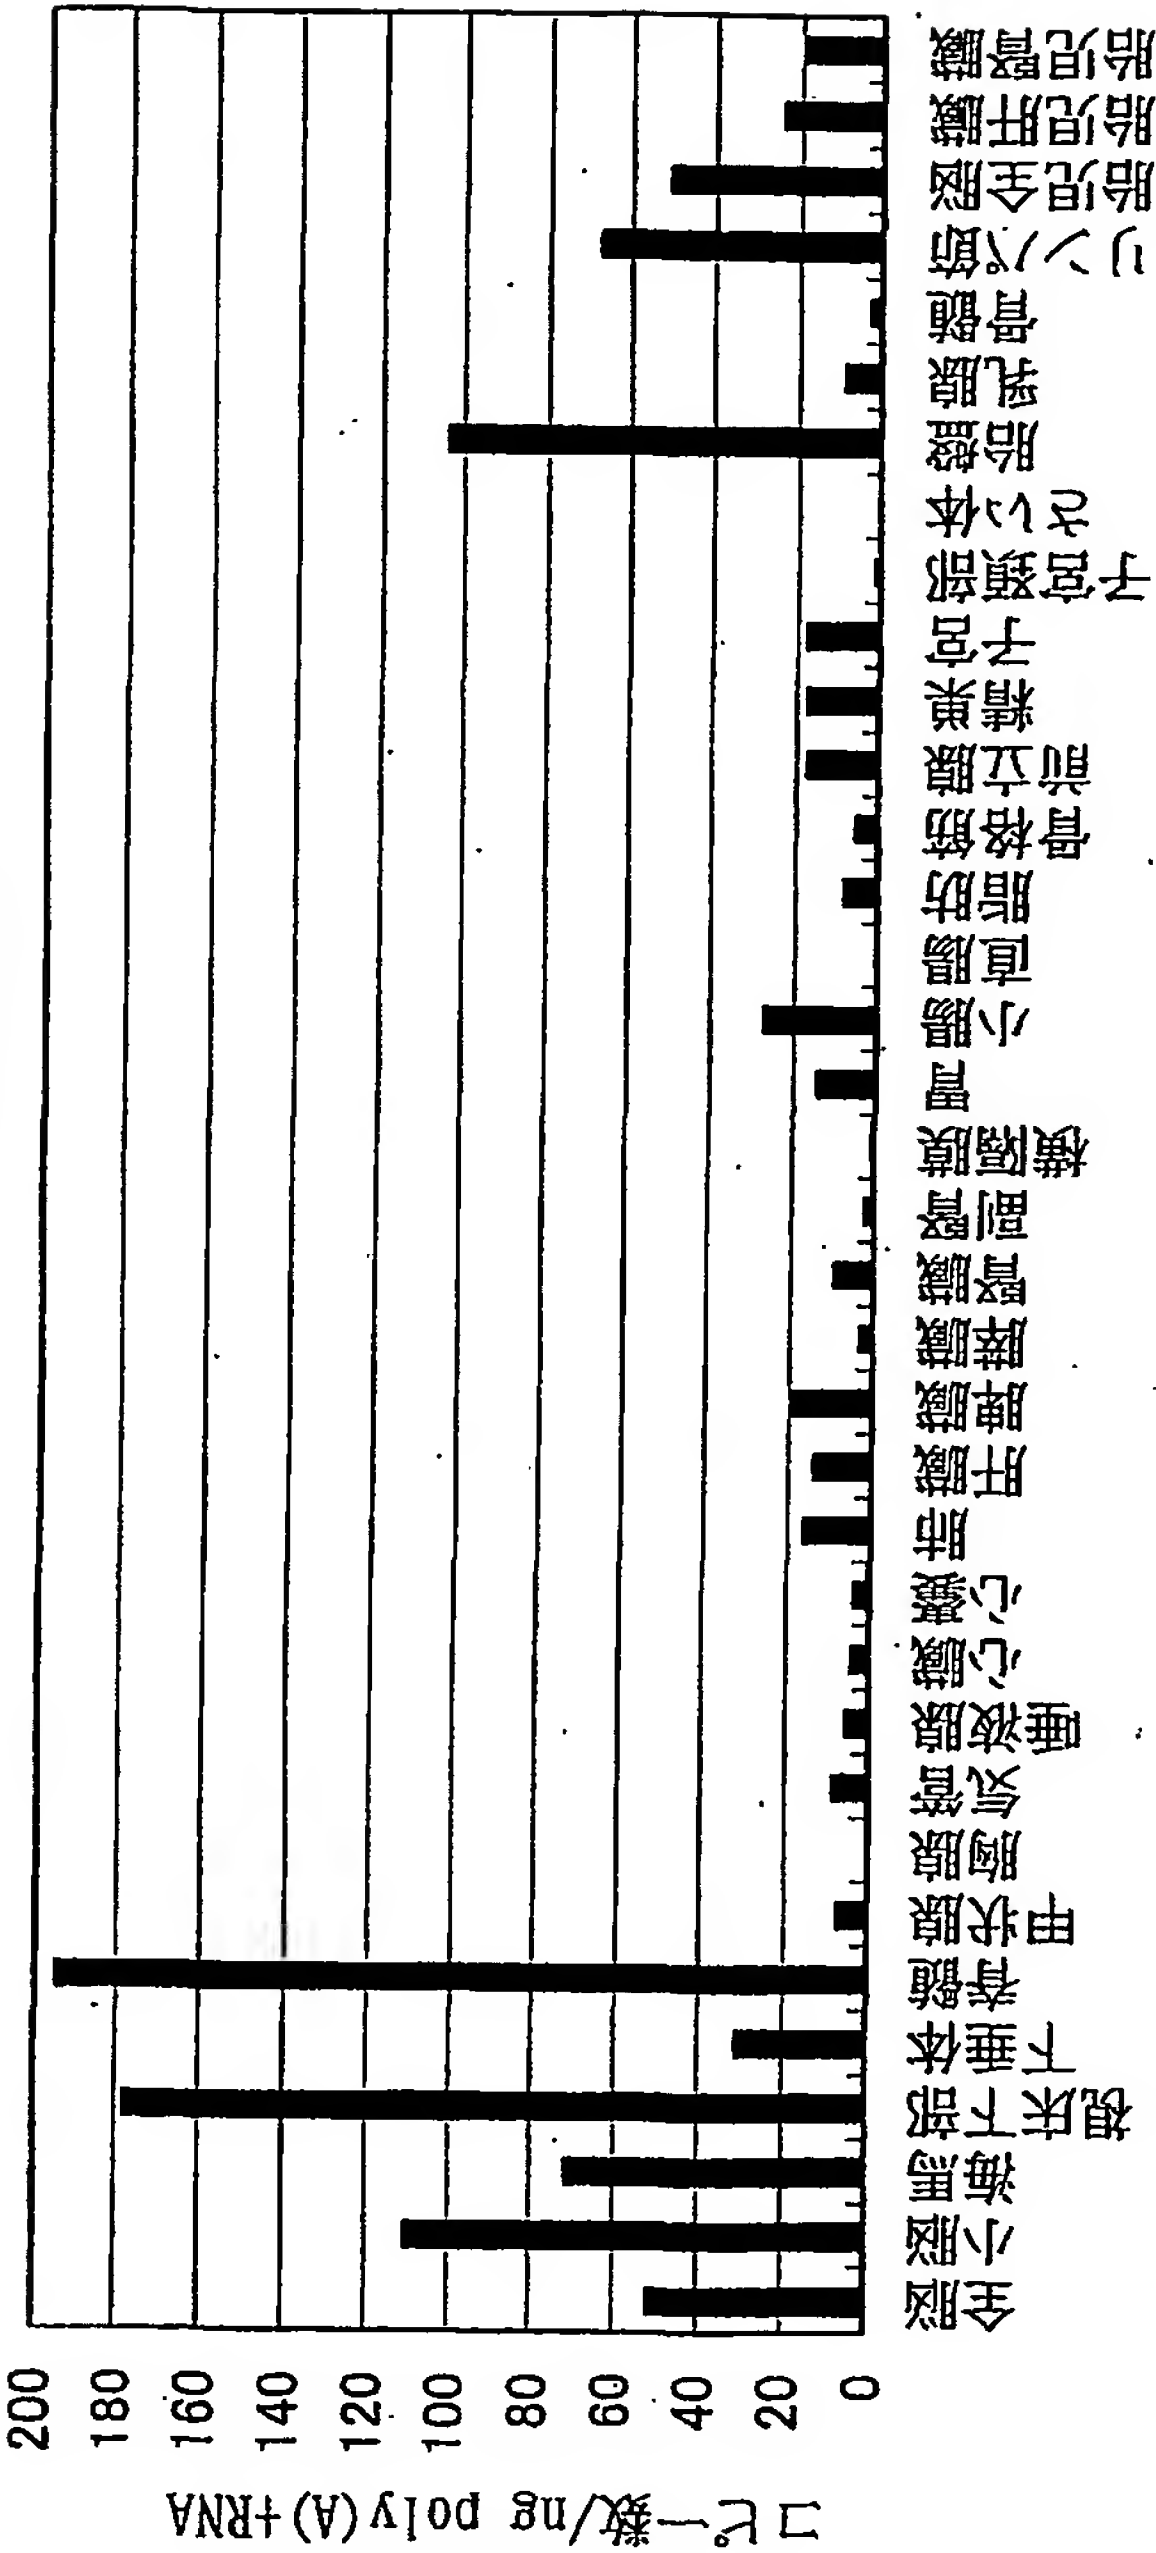 コピー数/ng poly(A)+RNA
200
180
160
140
120
100
80
60
40
20
0
全脳
小脳
海馬
視床下部
下垂体
脊髄
甲状腺
胸腺
気管
唾液腺
心臓
心嚢
肺
肝臓
脾臓
膵臓
腎臓
副腎
横隔膜
胃
小腸
直腸
脂肪
骨格筋
前立腺
精巣
子宮
子宮頚部
さい体
胎盤
乳腺
骨髄
リンパ節
胎児全脳
胎児肝臓
胎児腎臓